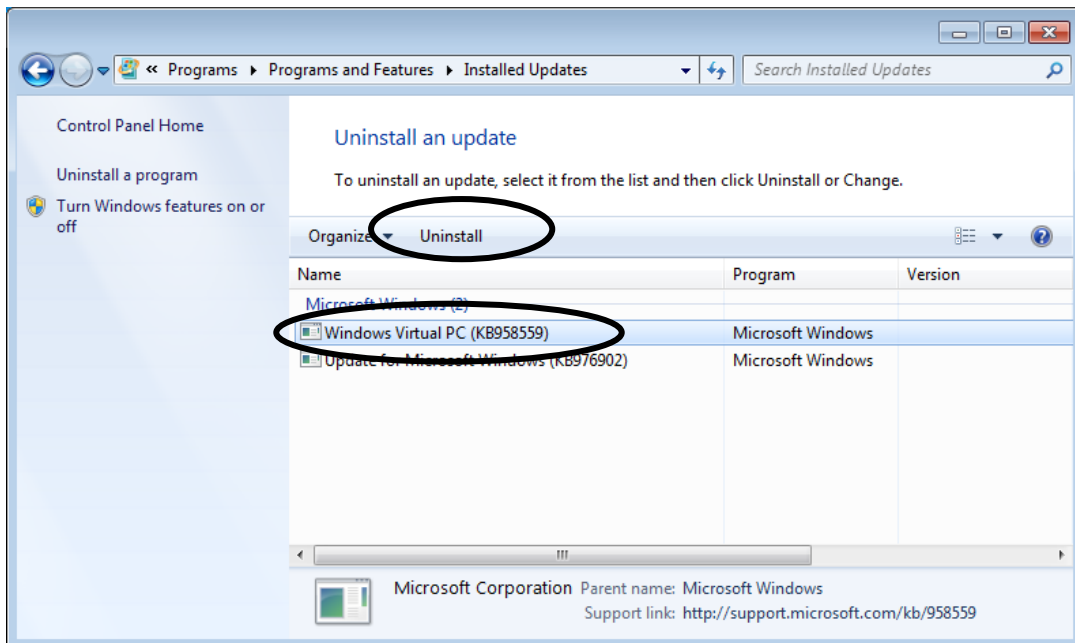 « Programs ▸ Programs and Features ▸ Installed Updates
Search Installed Updates
Control Panel Home
Uninstall a program
Turn Windows features on or
off
Uninstall an update
To uninstall an update, select it from the list and then click Uninstall or Change.
Organize Uninstall
Name Program Version
Microsoft Windows (2)
Windows Virtual PC (KB958559) Microsoft Windows
Update for Microsoft Windows (KB976902) Microsoft Windows
Microsoft Corporation Parent name: Microsoft Windows
Support link: http://support.microsoft.com/kb/958559